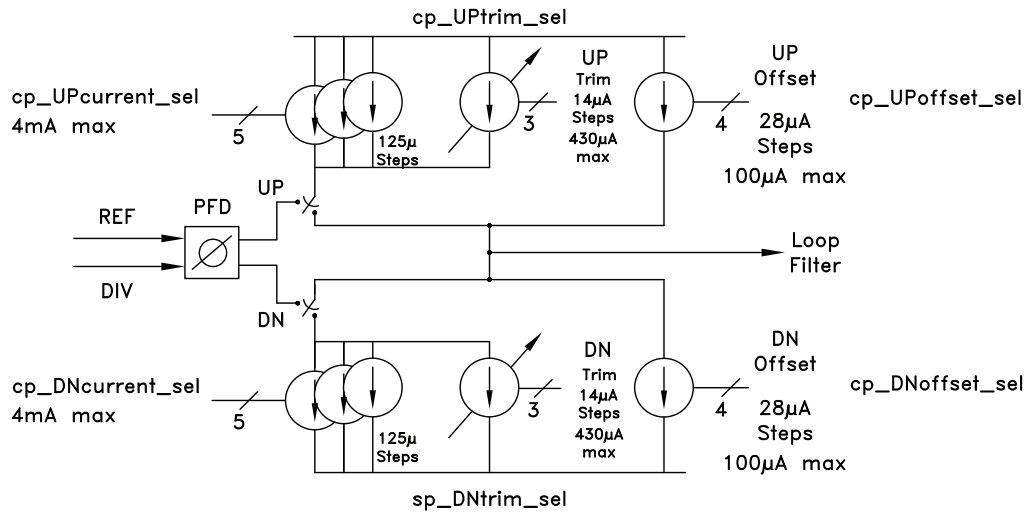 cp_UPtrim_sel
cp_UPcurrent_sel
4mA max
5
125µ
Steps
3
UP
Trim
14µA
Steps
430µA
max
4
UP
Offset
28µA
Steps
100µA max
cp_UPoffset_sel
UP
REF
PFD
DIV
DN
Loop
Filter
cp_DNcurrent_sel
4mA max
5
125µ
Steps
3
DN
Trim
14µA
Steps
430µA
max
4
DN
Offset
28µA
Steps
100µA max
cp_DNoffset_sel
sp_DNtrim_sel